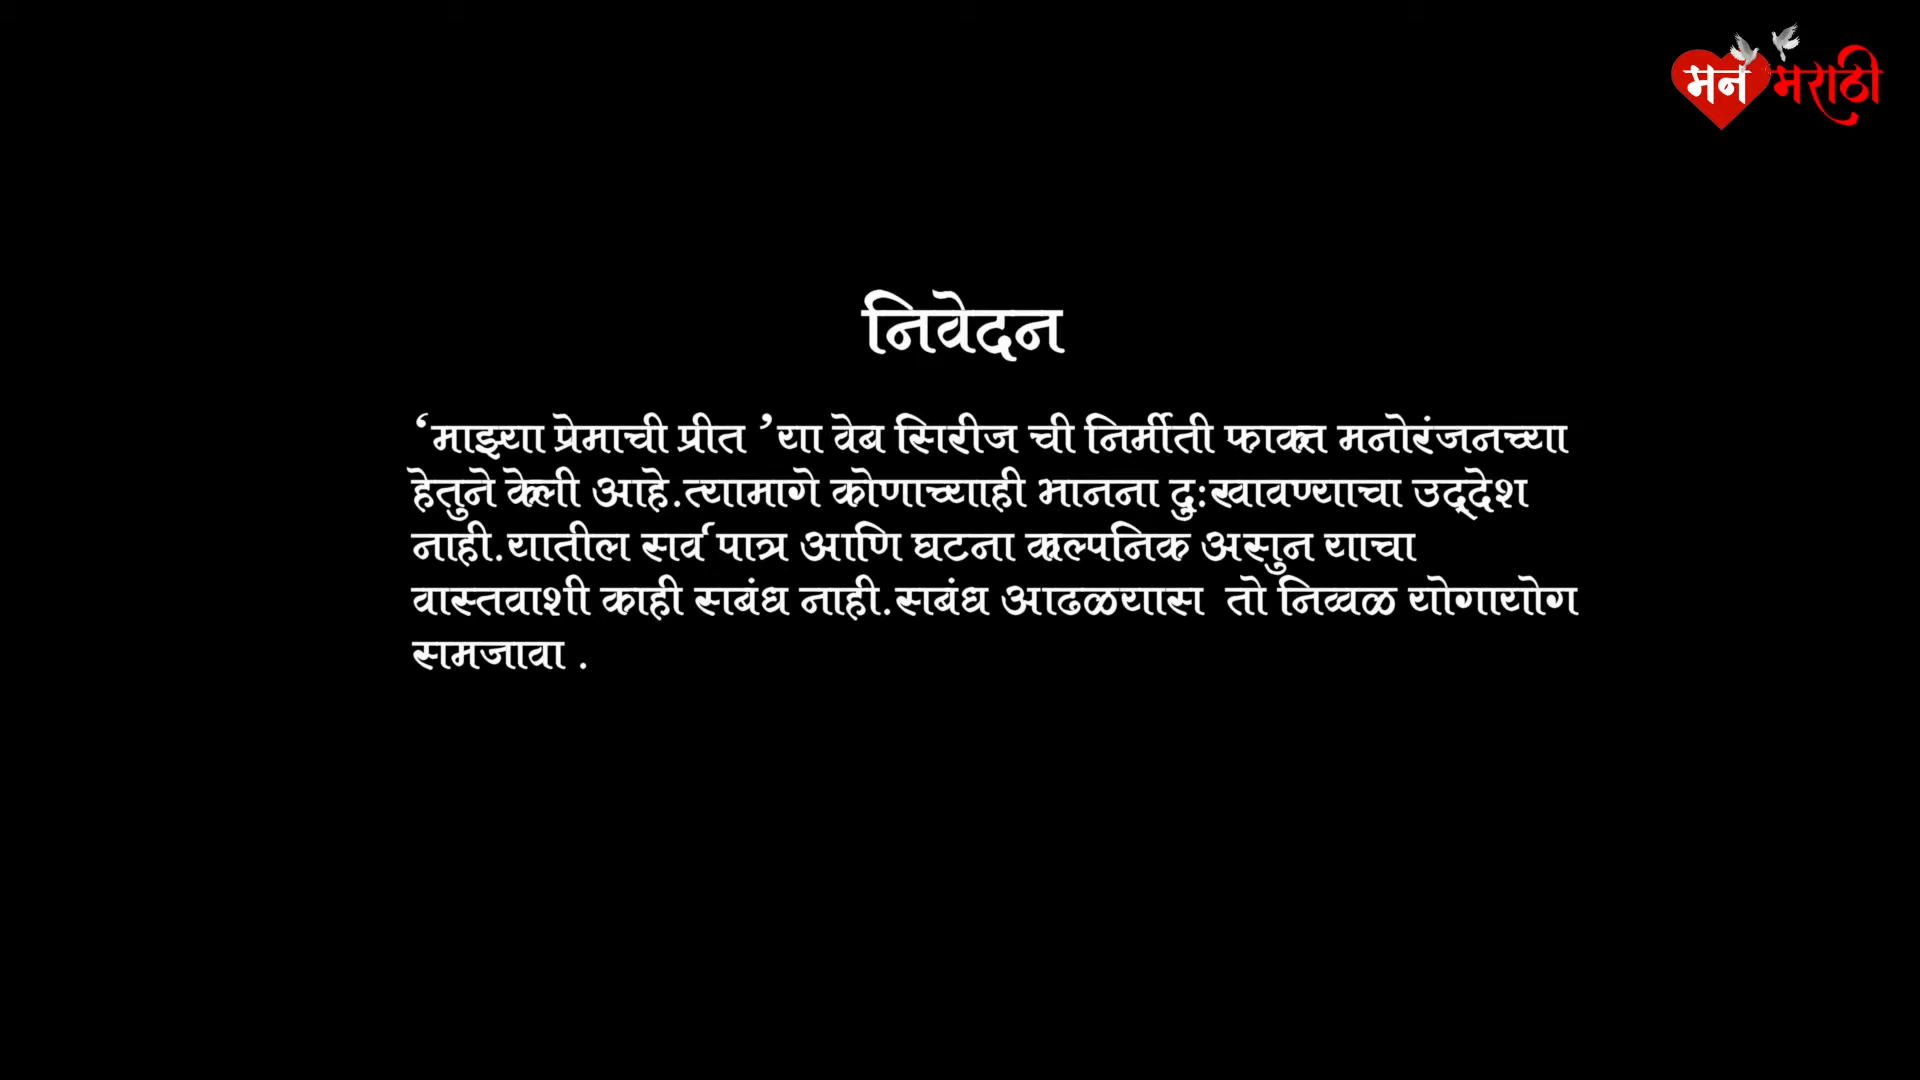 मन मराठी
निवेदन
‘माझ्या प्रेमाची प्रीत ’या वेब सिरीज ची निर्मीती फाक्त मनोरंजनच्या
हेतुने केली आहे.त्यामागे कोणाच्याही भानना दु:खावण्याचा उद्देश
नाही.यातील सर्व पात्र आणि घटना काल्पनिक असुन याचा
वास्तवाशी काही सबंध नाही.सबंध आढळयास तो निव्वळ योगायोग
समजावा .